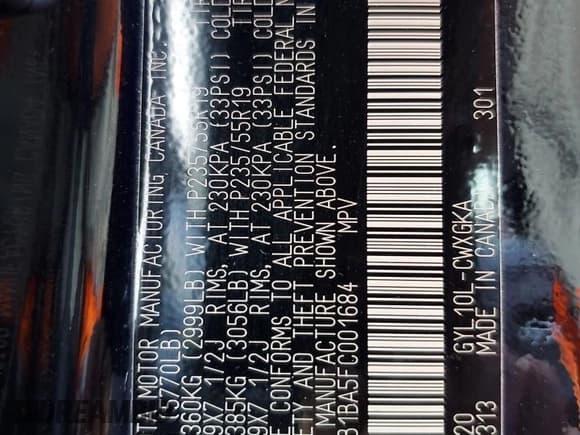 TA MOTOR MANUFACTURING CANADA INC.
5770LB)
360KG (2999LB) WITH P235/55R19
9X7 1/2J RIMS, AT 230KPA (33PSI) COLD
385KG (3056LB) WITH P235/55R19
9X7 1/2J RIMS, AT 230KPA (33PSI) COLD
E CONFORMS TO ALL APPLICABLE FEDERAL
ETY AND THEFT PREVENTION STANDARDS IN
MANUFACTURE SHOWN ABOVE.
B1BA5FC001684 MPV
20 GYL10L-CWXGKA
313 MADE IN CANADA 301